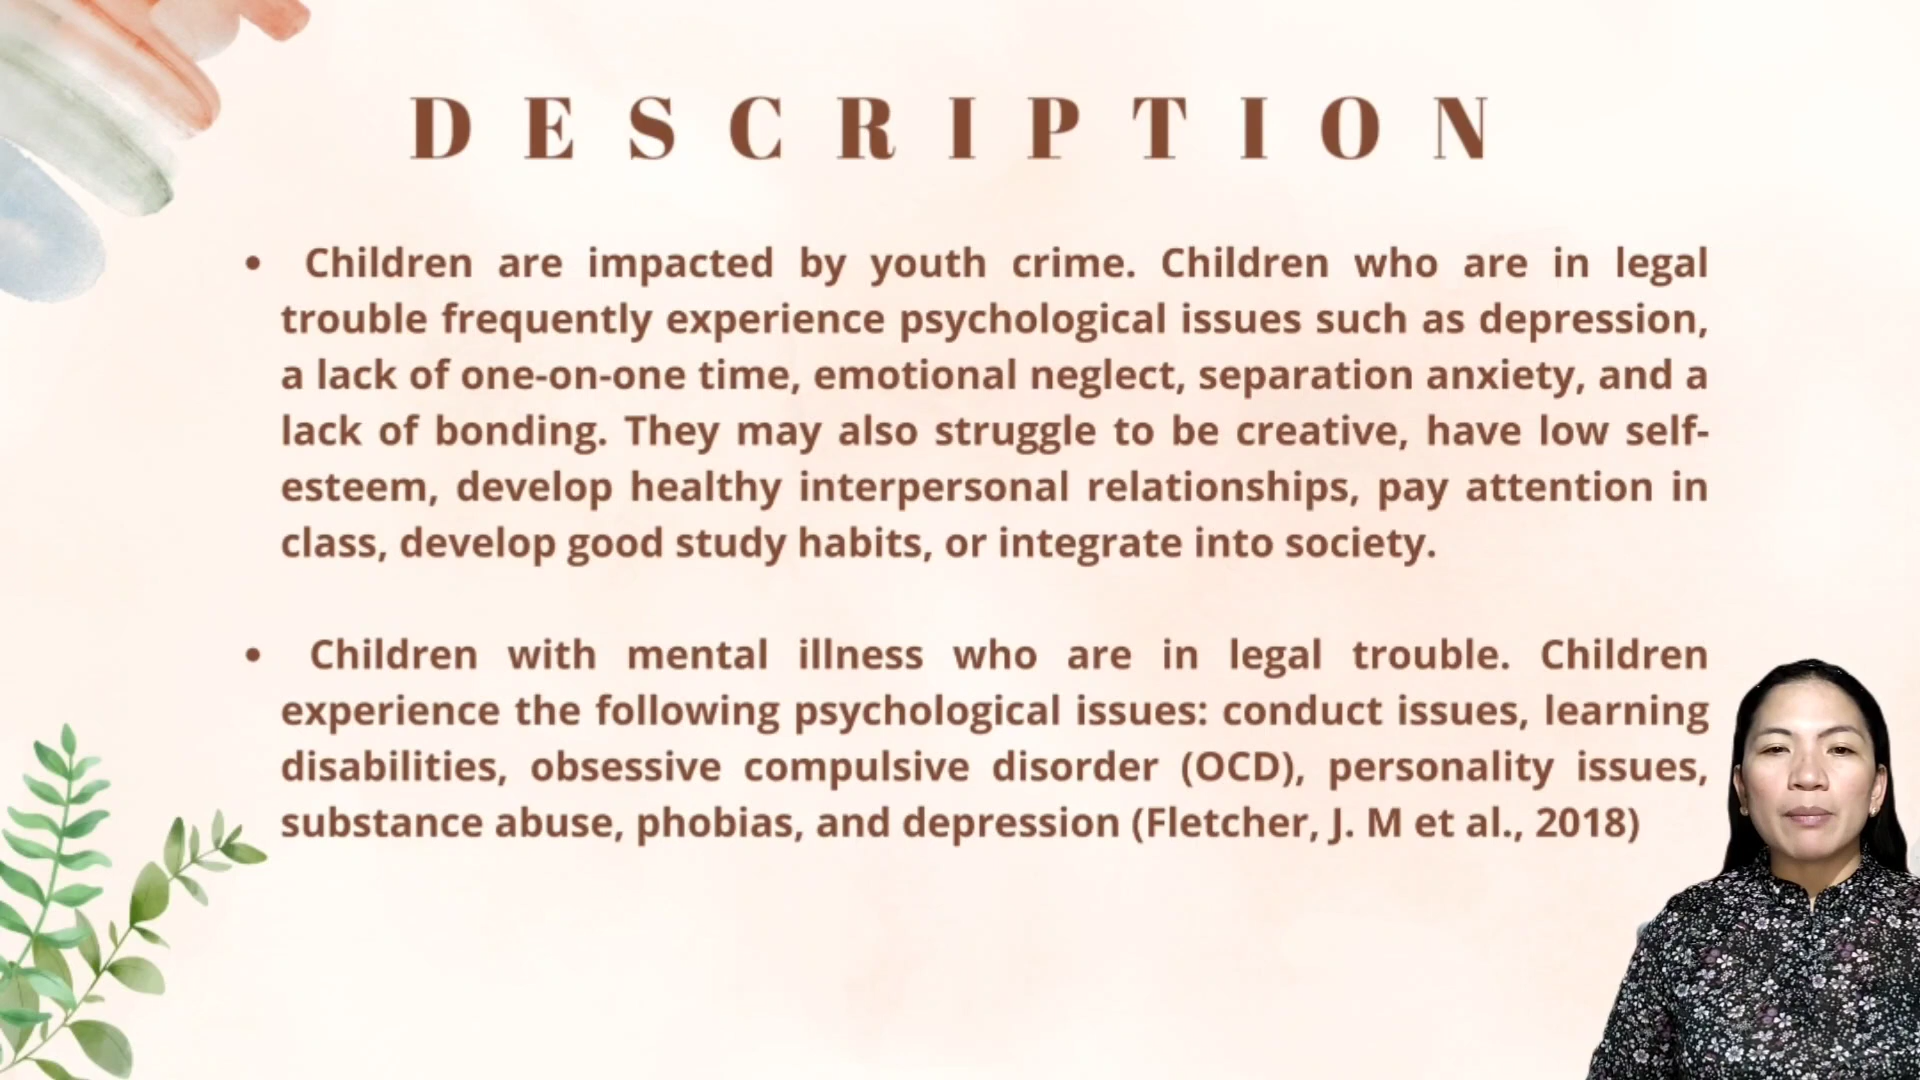 DESCRIPTION
• Children are impacted by youth crime. Children who are in legal
trouble frequently experience psychological issues such as depression,
a lack of one-on-one time, emotional neglect, separation anxiety, and a
lack of bonding. They may also struggle to be creative, have low self-
esteem, develop healthy interpersonal relationships, pay attention in
class, develop good study habits, or integrate into society.
• Children with mental illness who are in legal trouble. Children
experience the following psychological issues: conduct issues, learning
disabilities, obsessive compulsive disorder (OCD), personality issues,
substance abuse, phobias, and depression (Fletcher, J. M et al., 2018)